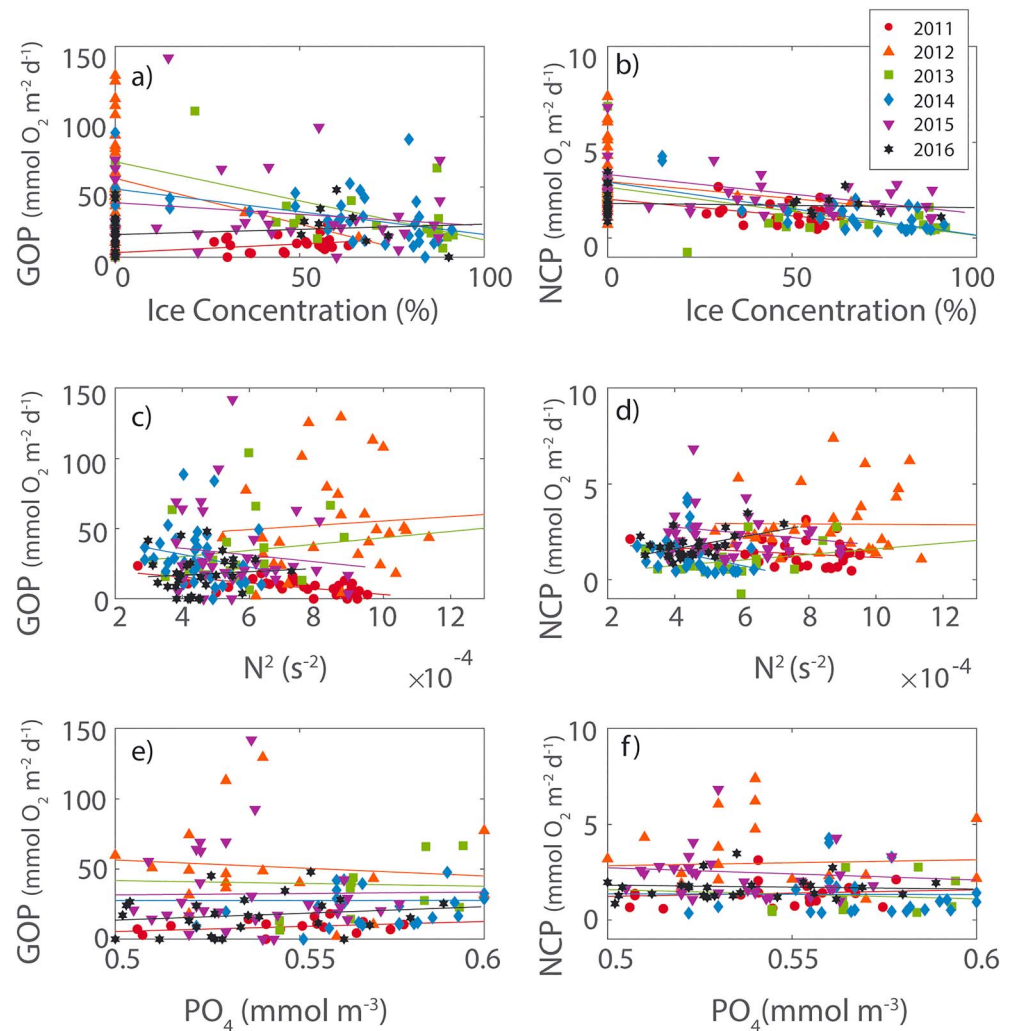 a)
150
100
50
0
GOP (mmol O₂ m⁻² d⁻¹)
0 50 100
Ice Concentration (%)
b)
10
5
0
NCP (mmol O₂ m⁻² d⁻¹)
0 50 100
Ice Concentration (%)
2011
2012
2013
2014
2015
2016
c)
150
100
50
0
GOP (mmol O₂ m⁻² d⁻¹)
2 4 6 8 10 12
N² (s⁻²)
×10⁻⁴
d)
10
5
0
NCP (mmol O₂ m⁻² d⁻¹)
2 4 6 8 10 12
N² (s⁻²)
×10⁻⁴
e)
150
100
50
0
GOP (mmol O₂ m⁻² d⁻¹)
0.5 0.55 0.6
PO₄ (mmol m⁻³)
f)
10
5
0
NCP (mmol O₂ m⁻² d⁻¹)
0.5 0.55 0.6
PO₄(mmol m⁻³)